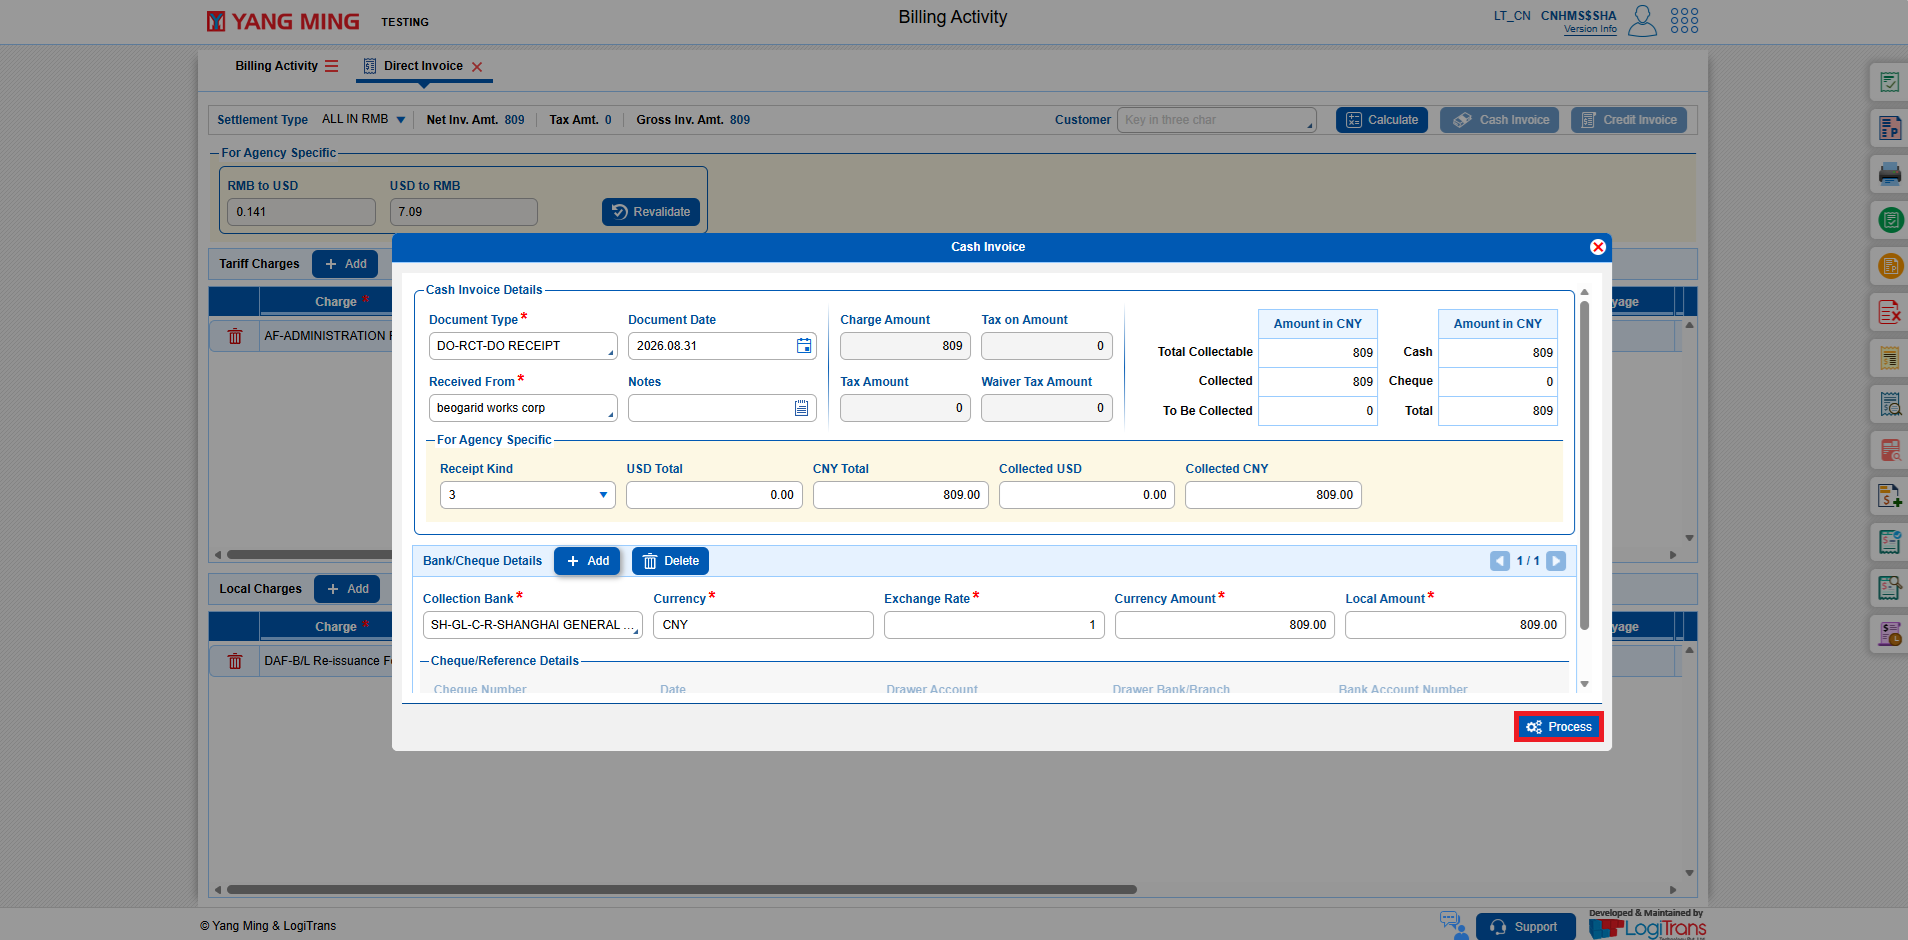 YANG MING TESTING
Billing Activity
LT_CN CNHMS$SHA
Version Info
Billing Activity
Direct Invoice
Settlement Type ALL IN RMB Net Inv. Amt. 809 Tax Amt. 0 Gross Inv. Amt. 809 Customer Key in three char Calculate Cash Invoice Credit Invoice
For Agency Specific
RMB to USD USD to RMB
0.141 7.09 Revalidate
Tariff Charges + Add
Charge * yage
AF-ADMINISTRATION F
Local Charges + Add
Charge * yage
DAF-B/L Re-issuance Fe
Cash Invoice
Cash Invoice Details
Document Type * Document Date Charge Amount Tax on Amount
DO-RCT-DO RECEIPT 2026.08.31 809 0
Received From * Notes Tax Amount Waiver Tax Amount
beogarid works corp 0 0
Amount in CNY Amount in CNY
Total Collectable 809 Cash 809
Collected 809 Cheque 0
To Be Collected 0 Total 809
For Agency Specific
Receipt Kind USD Total CNY Total Collected USD Collected CNY
3 0.00 809.00 0.00 809.00
Bank/Cheque Details + Add Delete 1 / 1
Collection Bank * Currency * Exchange Rate * Currency Amount * Local Amount *
SH-GL-C-R-SHANGHAI GENERAL ... CNY 1 809.00 809.00
Cheque/Reference Details
Cheque Number Date Drawer Account Drawer Bank/Branch Bank Account Number
Process
© Yang Ming & LogiTrans
Support
Developed & Maintained by
LogiTrans